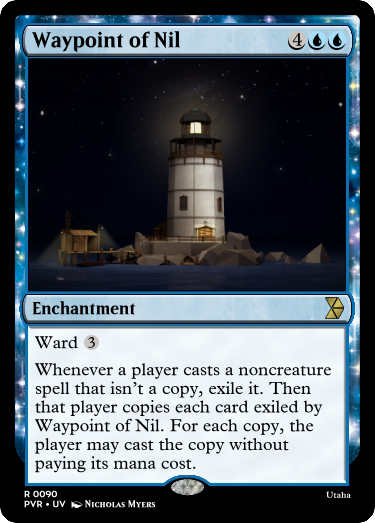 Waypoint of Nil 4
Enchantment
Ward 3
Whenever a player casts a noncreature
spell that isn't a copy, exile it. Then
that player copies each card exiled by
Waypoint of Nil. For each copy, the
player may cast the copy without
paying its mana cost.
R 0090
PVR • UV Nicholas Myers
Utaha